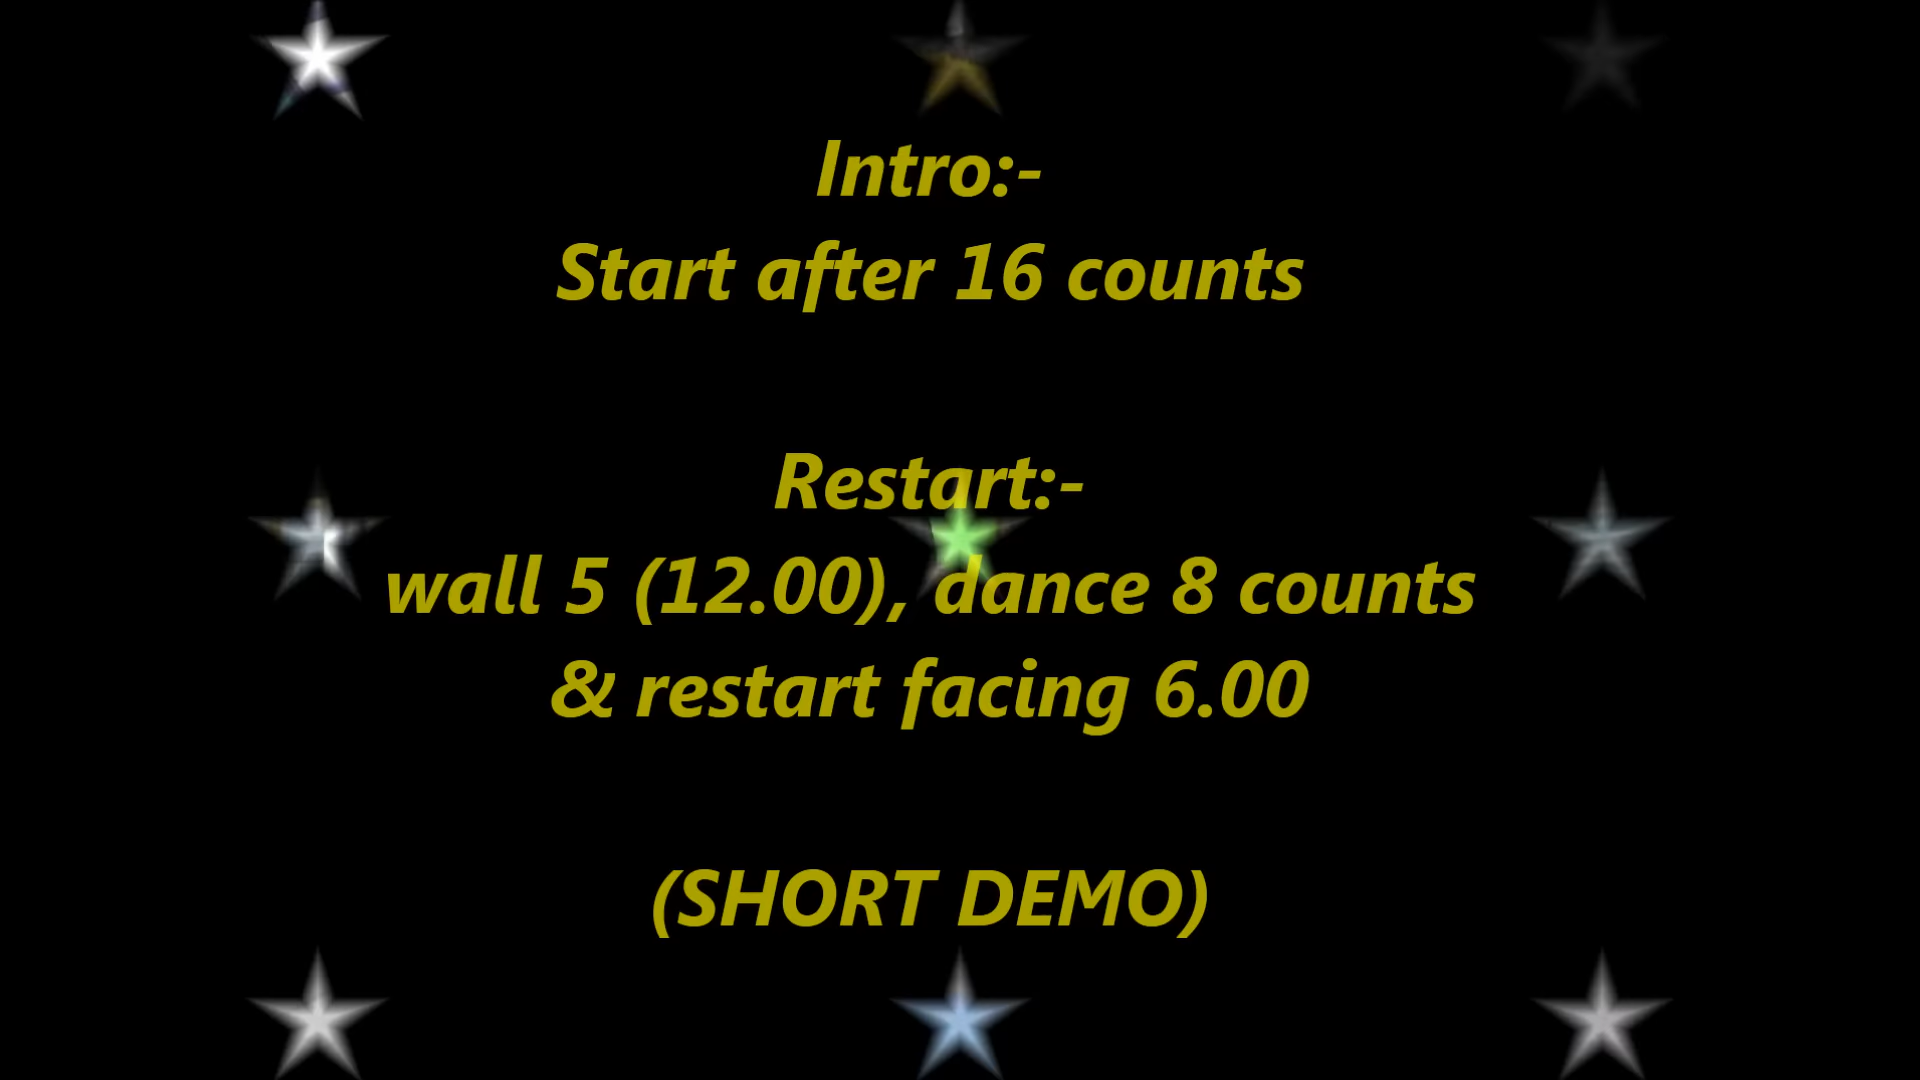 Intro:-
Start after 16 counts
Restart:-
wall 5 (12.00), dance 8 counts
& restart facing 6.00
(SHORT DEMO)